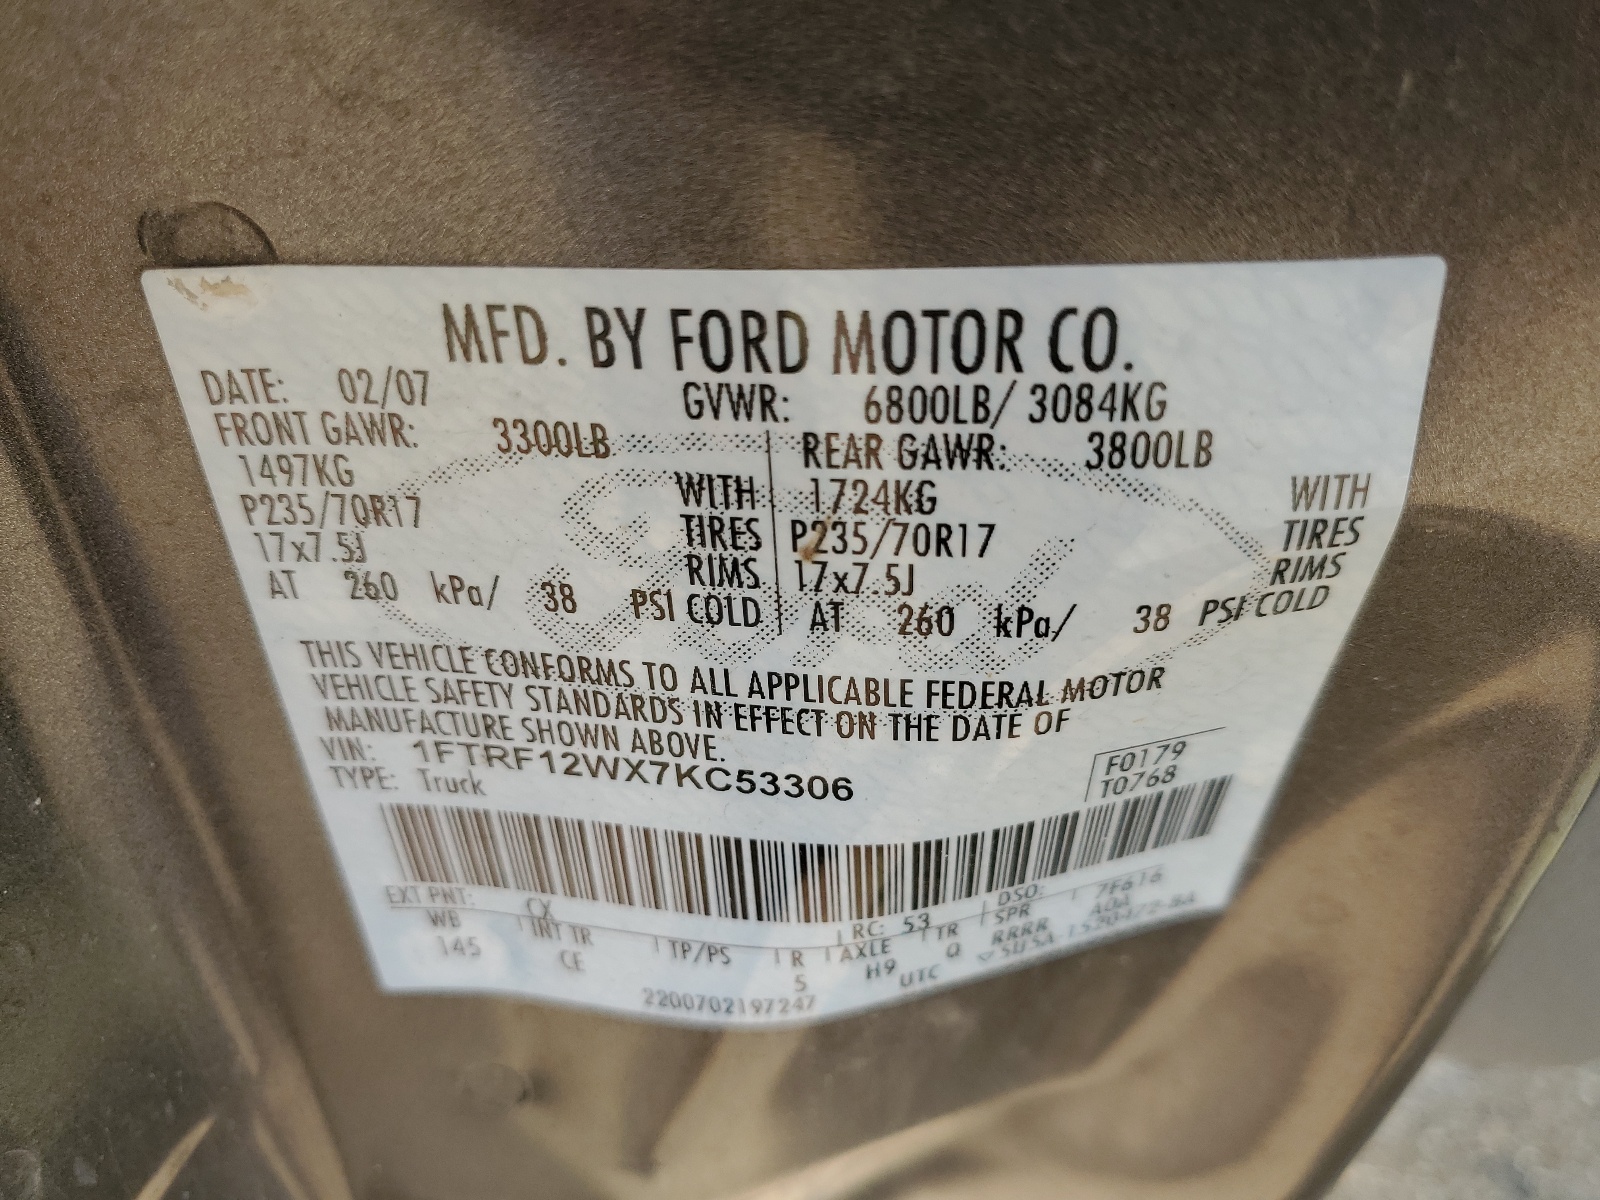 MFD. BY FORD MOTOR CO.
DATE: 02/07 GVWR: 6800LB/ 3084KG
FRONT GAWR: 3300LB REAR GAWR: 3800LB
1497KG WITH 1724KG WITH
P235/70R17 TIRES P235/70R17 TIRES
17x7.5J RIMS 17x7.5J RIMS
AT 260 kPa/ 38 PSI COLD AT 260 kPa/ 38 PSI COLD
THIS VEHICLE CONFORMS TO ALL APPLICABLE FEDERAL MOTOR
VEHICLE SAFETY STANDARDS IN EFFECT ON THE DATE OF
MANUFACTURE SHOWN ABOVE.
VIN: 1FTRF12WX7KC53306 F0179
TYPE: Truck T0768
EXT PNT: CX RC: 53 DSO: 7F616
WB INT TR TP/PS R AXLE TR SPR A0A
145 CE 5 H9 Q RRRR
UTC
2200702197247